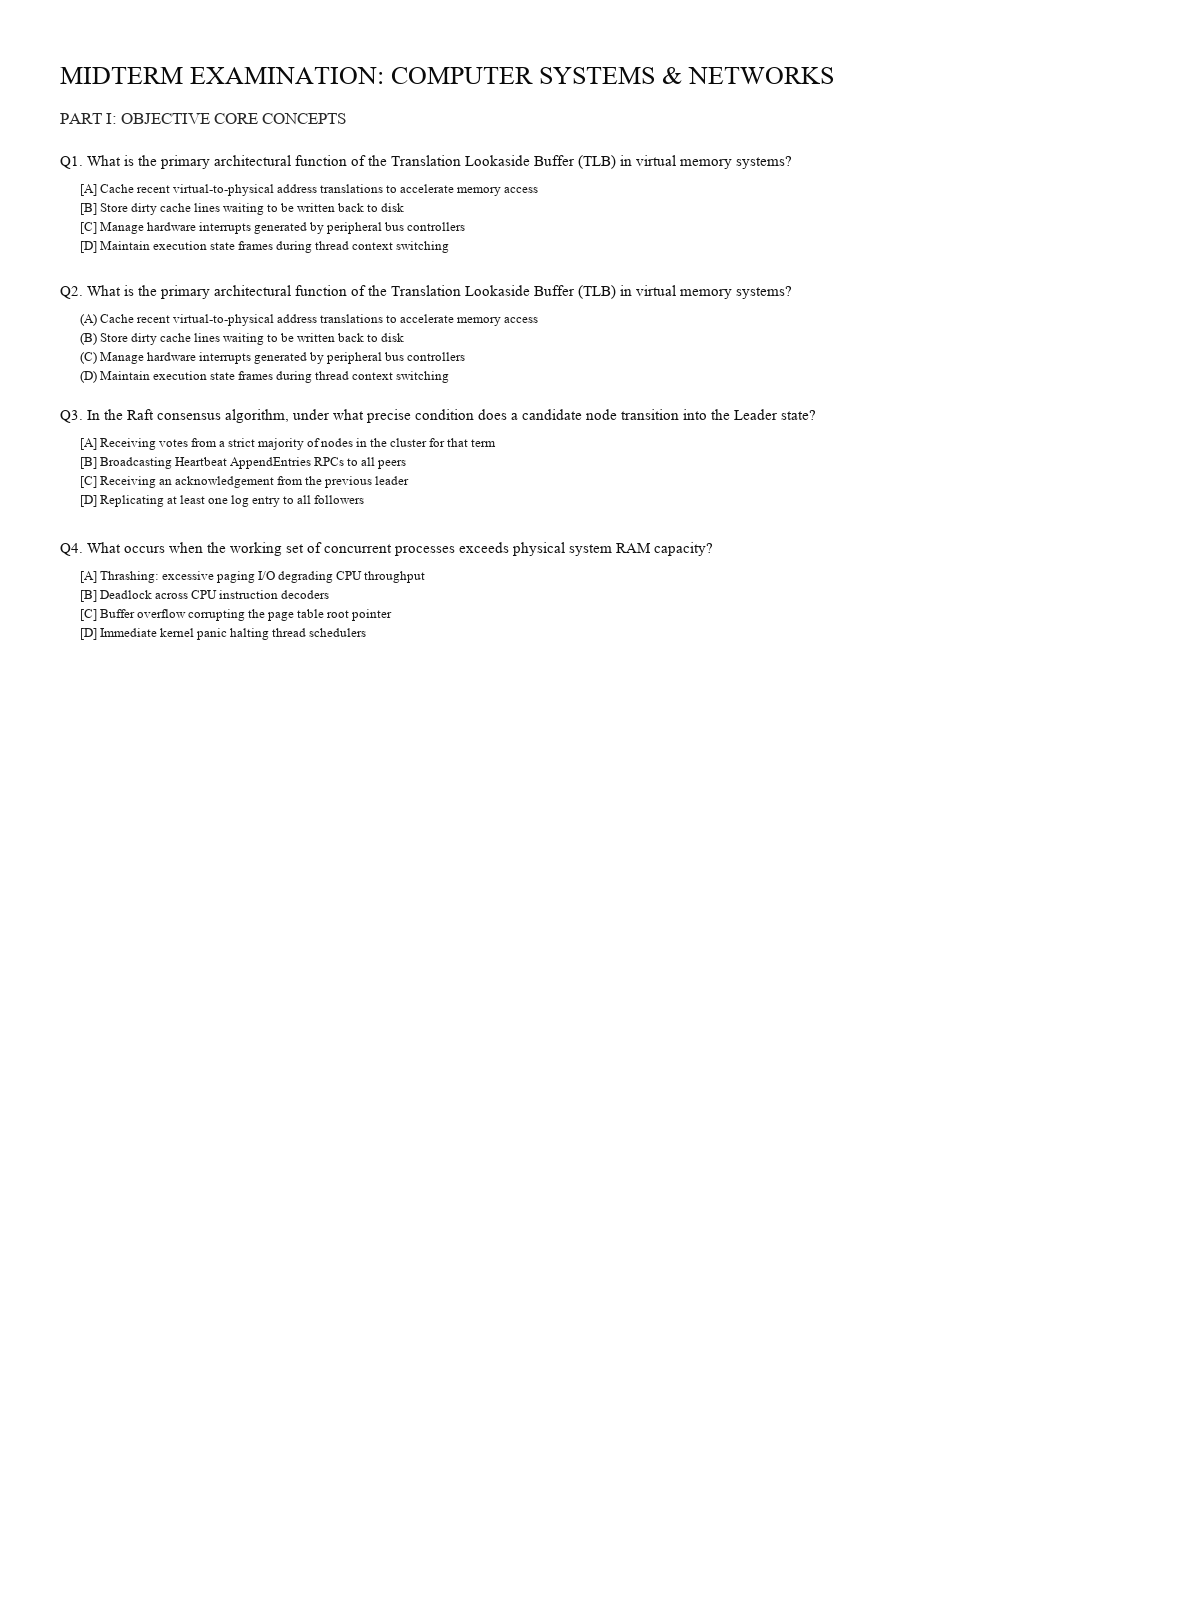 MIDTERM EXAMINATION: COMPUTER SYSTEMS & NETWORKS
PART I: OBJECTIVE CORE CONCEPTS
Q1. What is the primary architectural function of the Translation Lookaside Buffer (TLB) in virtual memory systems?
[A] Cache recent virtual-to-physical address translations to accelerate memory access
[B] Store dirty cache lines waiting to be written back to disk
[C] Manage hardware interrupts generated by peripheral bus controllers
[D] Maintain execution state frames during thread context switching
Q2. What is the primary architectural function of the Translation Lookaside Buffer (TLB) in virtual memory systems?
(A) Cache recent virtual-to-physical address translations to accelerate memory access
(B) Store dirty cache lines waiting to be written back to disk
(C) Manage hardware interrupts generated by peripheral bus controllers
(D) Maintain execution state frames during thread context switching
Q3. In the Raft consensus algorithm, under what precise condition does a candidate node transition into the Leader state?
[A] Receiving votes from a strict majority of nodes in the cluster for that term
[B] Broadcasting Heartbeat AppendEntries RPCs to all peers
[C] Receiving an acknowledgement from the previous leader
[D] Replicating at least one log entry to all followers
Q4. What occurs when the working set of concurrent processes exceeds physical system RAM capacity?
[A] Thrashing: excessive paging I/O degrading CPU throughput
[B] Deadlock across CPU instruction decoders
[C] Buffer overflow corrupting the page table root pointer
[D] Immediate kernel panic halting thread schedulers